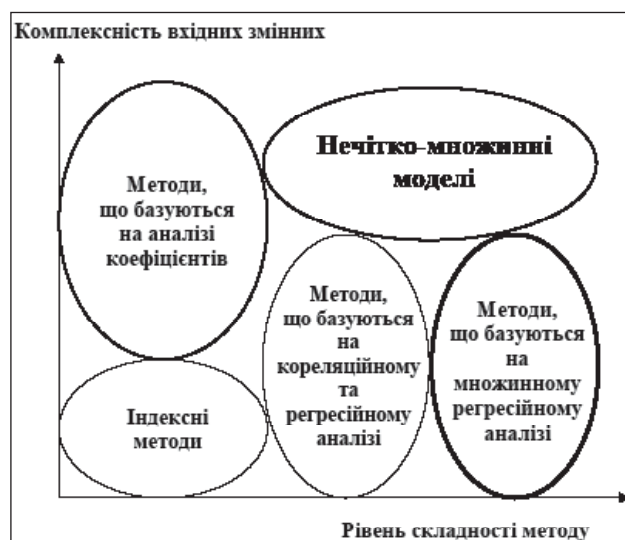 Комплексність вхідних змінних
Нечітко-множинні
моделі
Методи,
що базуються
на аналізі
коефіцієнтів
Методи,
що базуються
на
кореляційному
та
регресійному
аналізі
Методи,
що базуються
на
множинному
регресійному
аналізі
Індексні
методи
Рівень складності методу